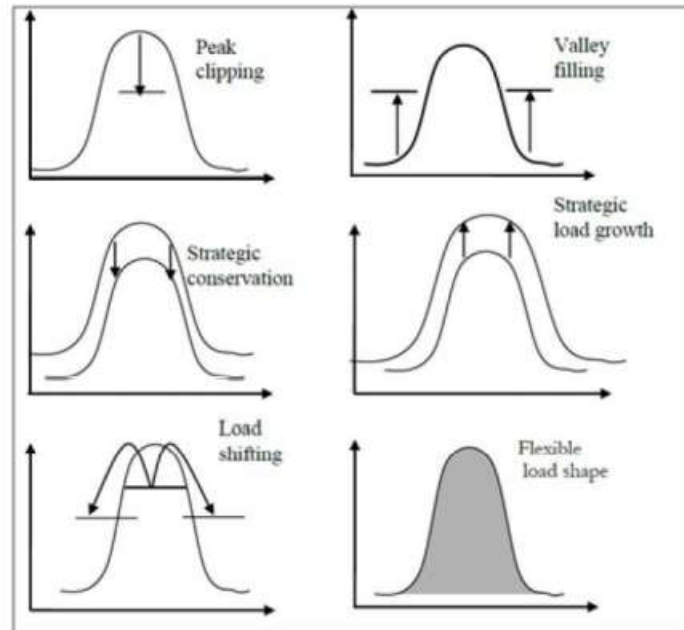 Peak
clipping
Valley
filling
Strategic
conservation
Strategic
load growth
Load
shifting
Flexible
load shape